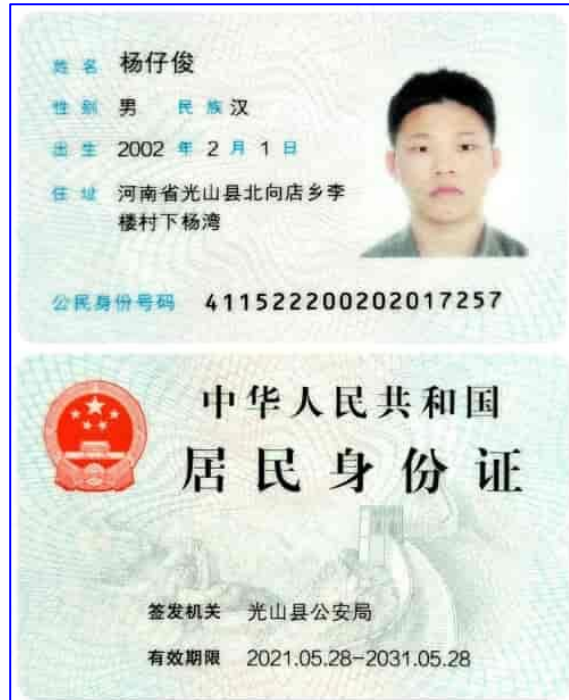 姓名 杨仔俊
性别 男 民族 汉
出生 2002 年 2 月 1 日
住址 河南省光山县北向店乡李
楼村下杨湾
公民身份号码 411522200202017257
中华人民共和国
居民身份证
签发机关 光山县公安局
有效期限 2021.05.28-2031.05.28